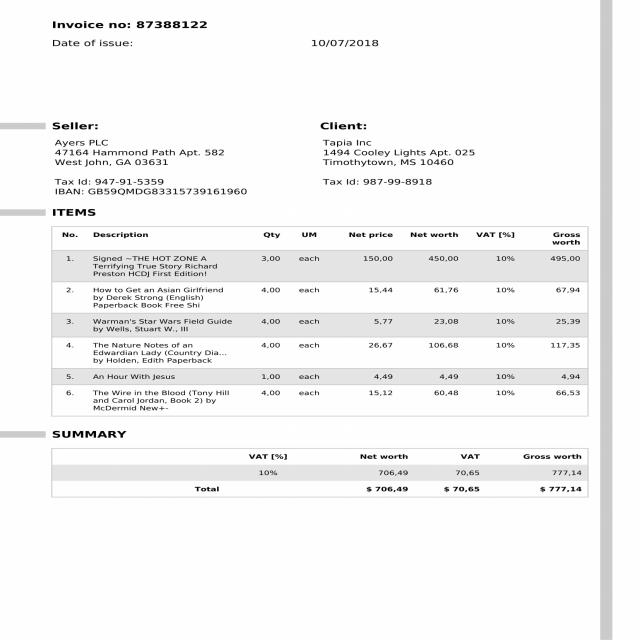 Invoice no: 87388122
Date of issue: 10/07/2018
Seller: Client:
Ayers PLC Tapia Inc
47164 Hammond Path Apt. 582 1494 Cooley Lights Apt. 025
West John, GA 03631 Timothytown, MS 10460
Tax Id: 947-91-5359 Tax Id: 987-99-8918
IBAN: GB59QMDG83315739161960
ITEMS
No. Description Qty UM Net price Net worth VAT [%] Gross
worth
1. Signed ~THE HOT ZONE A 3,00 each 150,00 450,00 10% 495,00
Terrifying True Story Richard
Preston HCDJ First Edition!
2. How to Get an Asian Girlfriend 4,00 each 15,44 61,76 10% 67,94
by Derek Strong (English)
Paperback Book Free Shi
3. Warman's Star Wars Field Guide 4,00 each 5,77 23,08 10% 25,39
by Wells, Stuart W., III
4. The Nature Notes of an 4,00 each 26,67 106,68 10% 117,35
Edwardian Lady (Country Dia...
by Holden, Edith Paperback
5. An Hour With Jesus 1,00 each 4,49 4,49 10% 4,94
6. The Wire in the Blood (Tony Hill 4,00 each 15,12 60,48 10% 66,53
and Carol Jordan, Book 2) by
McDermid New+-
SUMMARY
VAT [%] Net worth VAT Gross worth
10% 706,49 70,65 777,14
Total $ 706,49 $ 70,65 $ 777,14